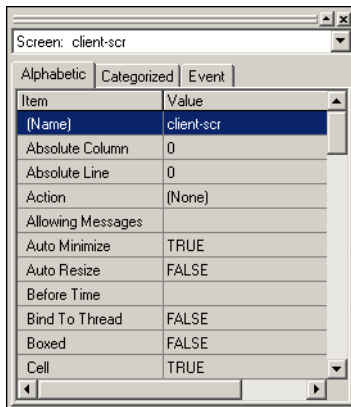 Screen: client-scr
Alphabetic Categorized Event
Item Value
(Name) client-scr
Absolute Column 0
Absolute Line 0
Action (None)
Allowing Messages
Auto Minimize TRUE
Auto Resize FALSE
Before Time
Bind To Thread FALSE
Boxed FALSE
Cell TRUE